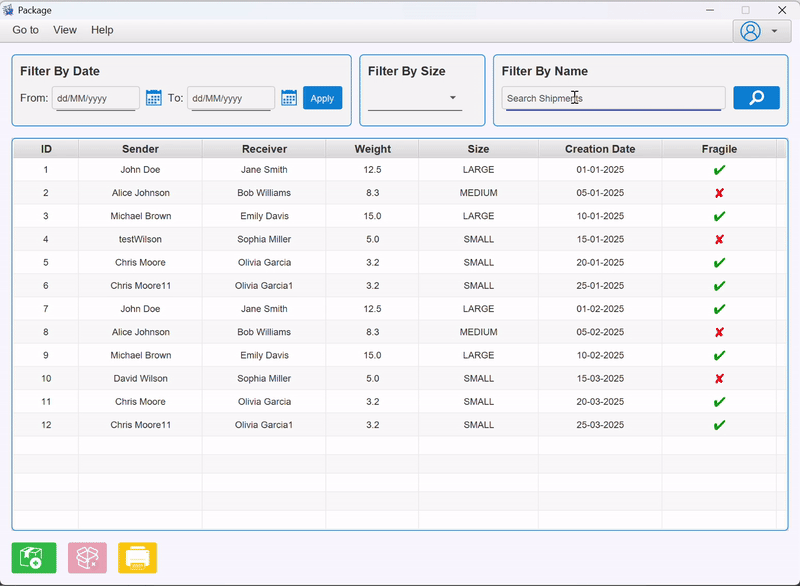 Package
Go to View Help
Filter By Date
From: dd/MM/yyyy To: dd/MM/yyyy Apply
Filter By Size
Filter By Name
Search Shipments
ID Sender Receiver Weight Size Creation Date Fragile
1 John Doe Jane Smith 12.5 LARGE 01-01-2025
2 Alice Johnson Bob Williams 8.3 MEDIUM 05-01-2025
3 Michael Brown Emily Davis 15.0 LARGE 10-01-2025
4 testWilson Sophia Miller 5.0 SMALL 15-01-2025
5 Chris Moore Olivia Garcia 3.2 SMALL 20-01-2025
6 Chris Moore11 Olivia Garcia1 3.2 SMALL 25-01-2025
7 John Doe Jane Smith 12.5 LARGE 01-02-2025
8 Alice Johnson Bob Williams 8.3 MEDIUM 05-02-2025
9 Michael Brown Emily Davis 15.0 LARGE 10-02-2025
10 David Wilson Sophia Miller 5.0 SMALL 15-03-2025
11 Chris Moore Olivia Garcia 3.2 SMALL 20-03-2025
12 Chris Moore11 Olivia Garcia1 3.2 SMALL 25-03-2025